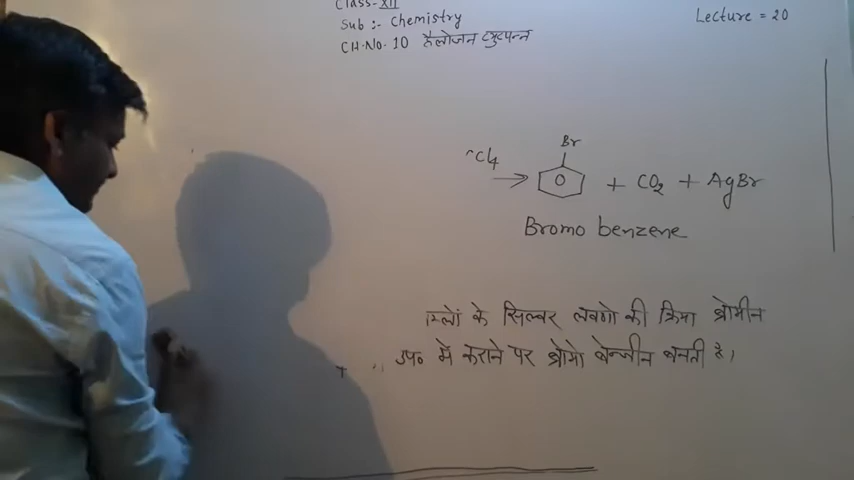 Class-XII
Sub :- Chemistry
CH.No. 10 हैलोजन व्युत्पन्न
Lecture = 20
Br
CCl4
→ + CO2 + AgBr
Bromo benzene
के सिल्वर लवणो की क्रिया ब्रोमीन
उप० मे कराने पर ब्रोमो बेन्जीन बनती है।